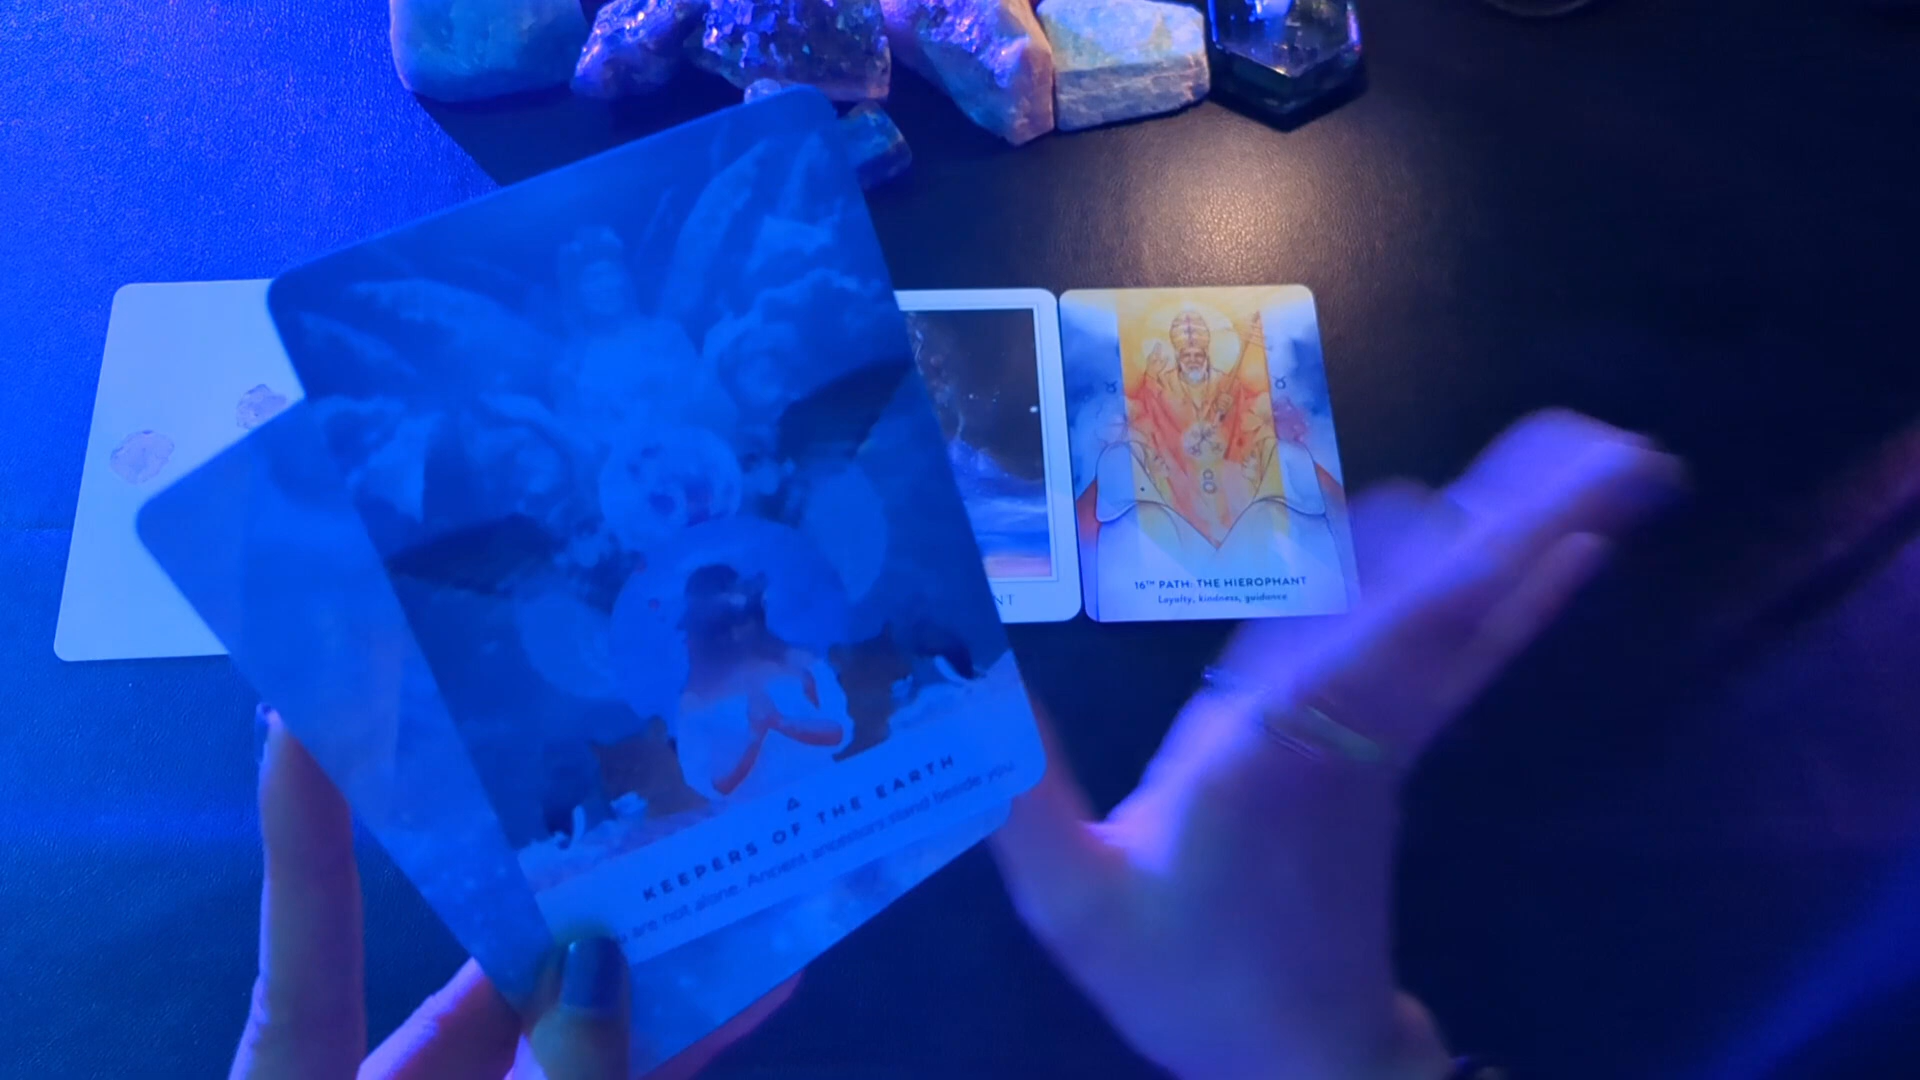 KEEPERS OF THE EARTH
are not alone. Ancient ancestors stand beside you.
NT
16TH PATH: THE HIEROPHANT
Loyalty, kindness, guidance